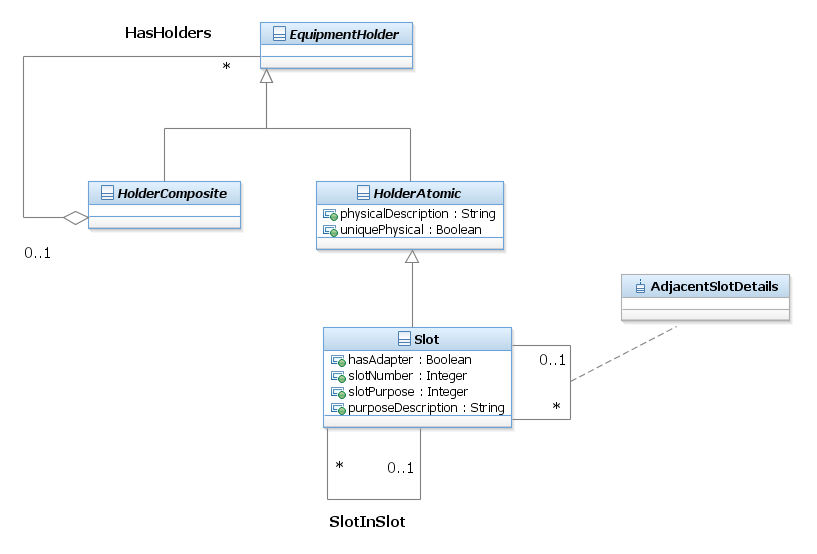 HasHolders
EquipmentHolder
*
HolderComposite
HolderAtomic
physicalDescription : String
uniquePhysical : Boolean
0..1
AdjacentSlotDetails
Slot
hasAdapter : Boolean
slotNumber : Integer
slotPurpose : Integer
purposeDescription : String
0..1
*
*
0..1
SlotInSlot